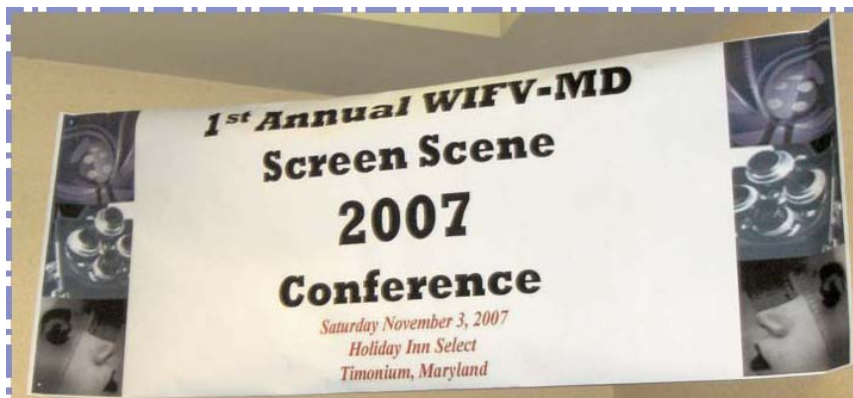 1st Annual WIFV-MD
Screen Scene
2007
Conference
Saturday November 3, 2007
Holiday Inn Select
Timonium, Maryland